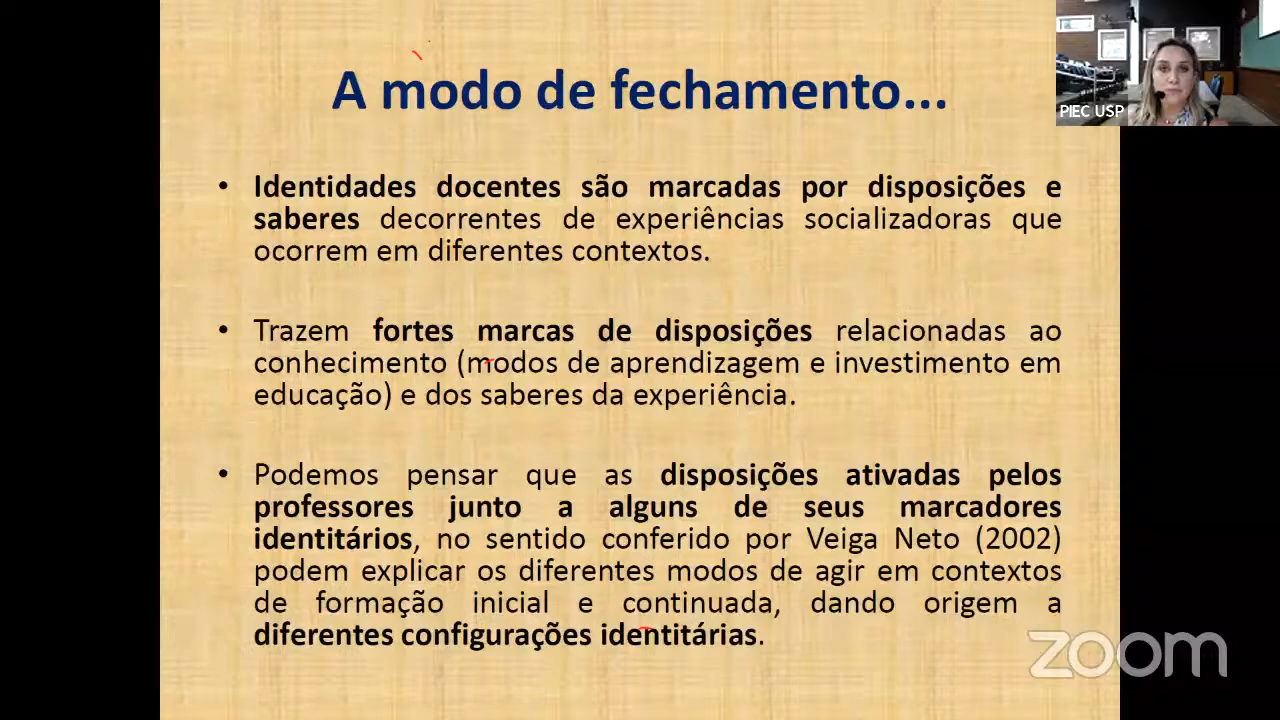 A modo de fechamento...
PIEC USP
• Identidades docentes são marcadas por disposições e
saberes decorrentes de experiências socializadoras que
ocorrem em diferentes contextos.
• Trazem fortes marcas de disposições relacionadas ao
conhecimento (modos de aprendizagem e investimento em
educação) e dos saberes da experiência.
• Podemos pensar que as disposições ativadas pelos
professores junto a alguns de seus marcadores
identitários, no sentido conferido por Veiga Neto (2002)
podem explicar os diferentes modos de agir em contextos
de formação inicial e continuada, dando origem a
diferentes configurações identitárias.
zoom